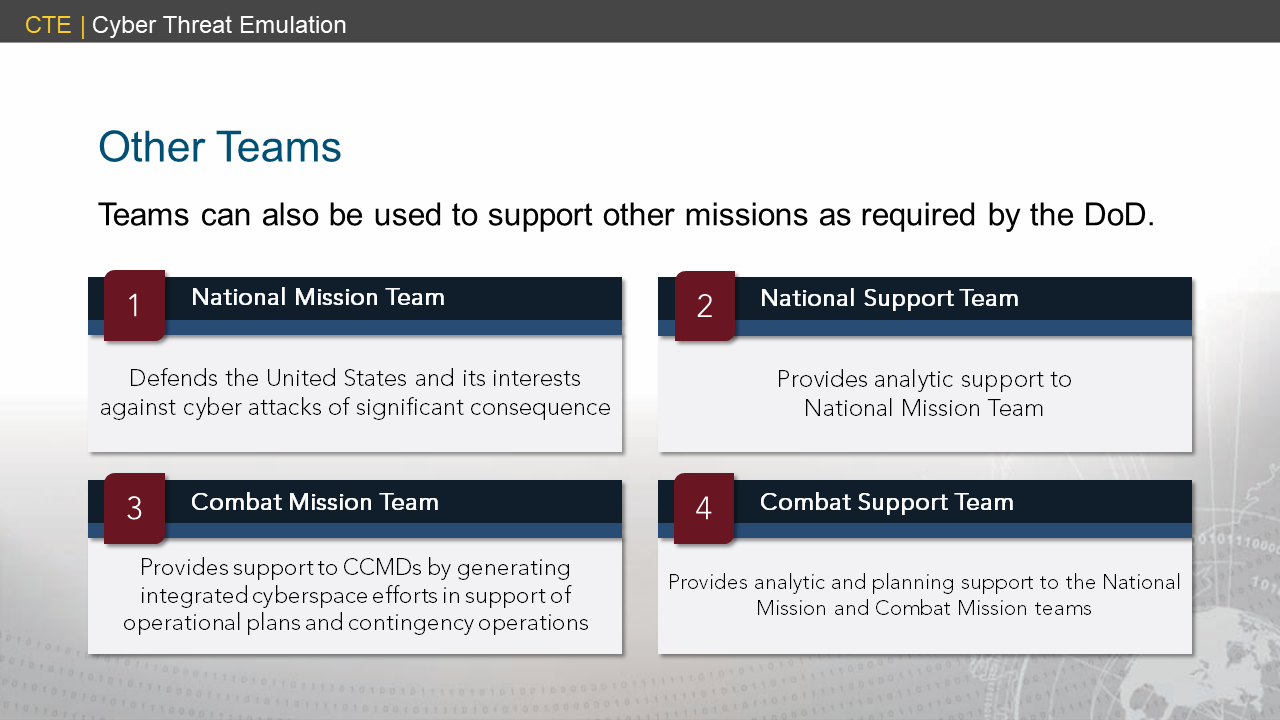 CTE | Cyber Threat Emulation
Other Teams
Teams can also be used to support other missions as required by the DoD.
1
National Mission Team
Defends the United States and its interests
against cyber attacks of significant consequence
2
National Support Team
Provides analytic support to
National Mission Team
3
Combat Mission Team
Provides support to CCMDs by generating
integrated cyberspace efforts in support of
operational plans and contingency operations
4
Combat Support Team
Provides analytic and planning support to the National
Mission and Combat Mission teams